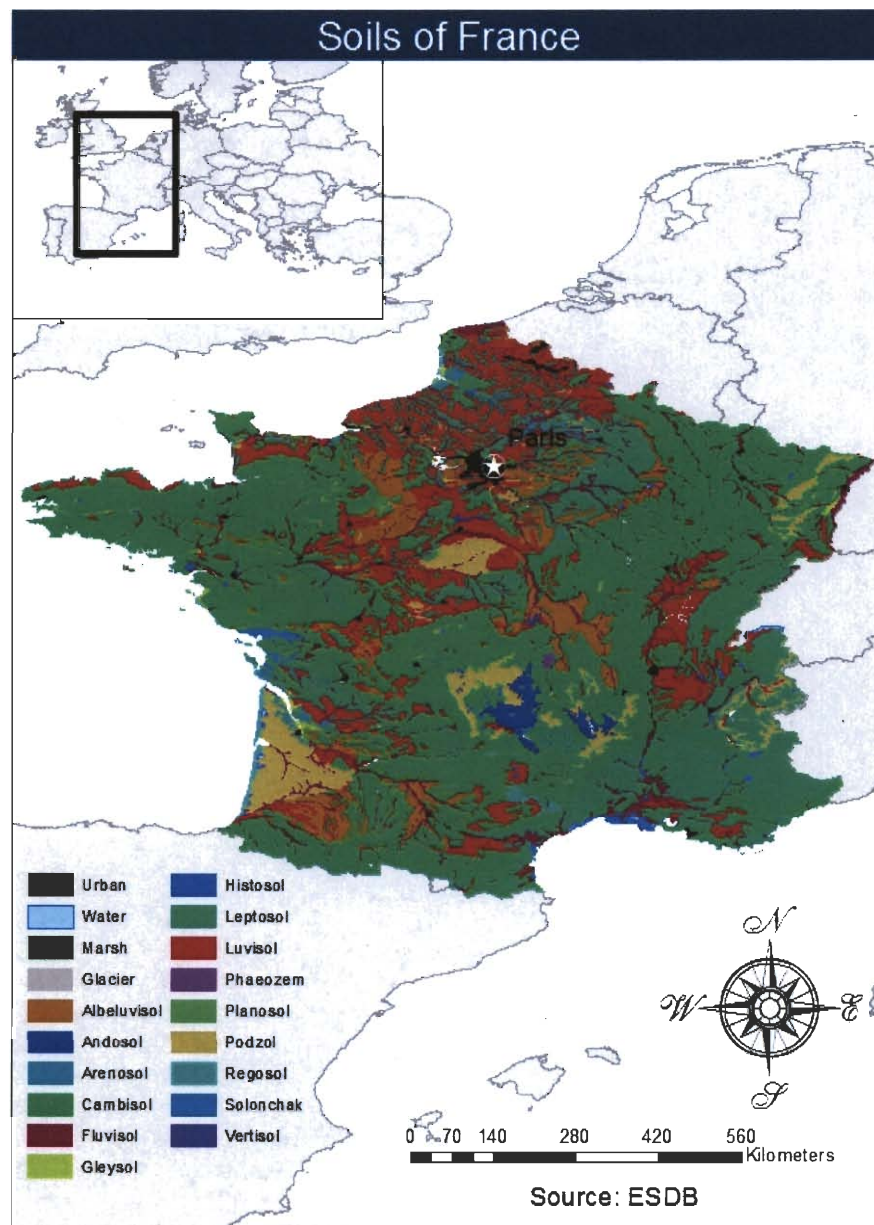 Soils of France
Paris
Urban
Water
Marsh
Glacier
Albeluvisol
Andosol
Arenosol
Cambisol
Fluvisol
Gleysol
Histosol
Leptosol
Luvisol
Phaeozem
Planosol
Podzol
Regosol
Solonchak
Vertisol
N
W E
S
0 70 140 280 420 560
Kilometers
Source: ESDB